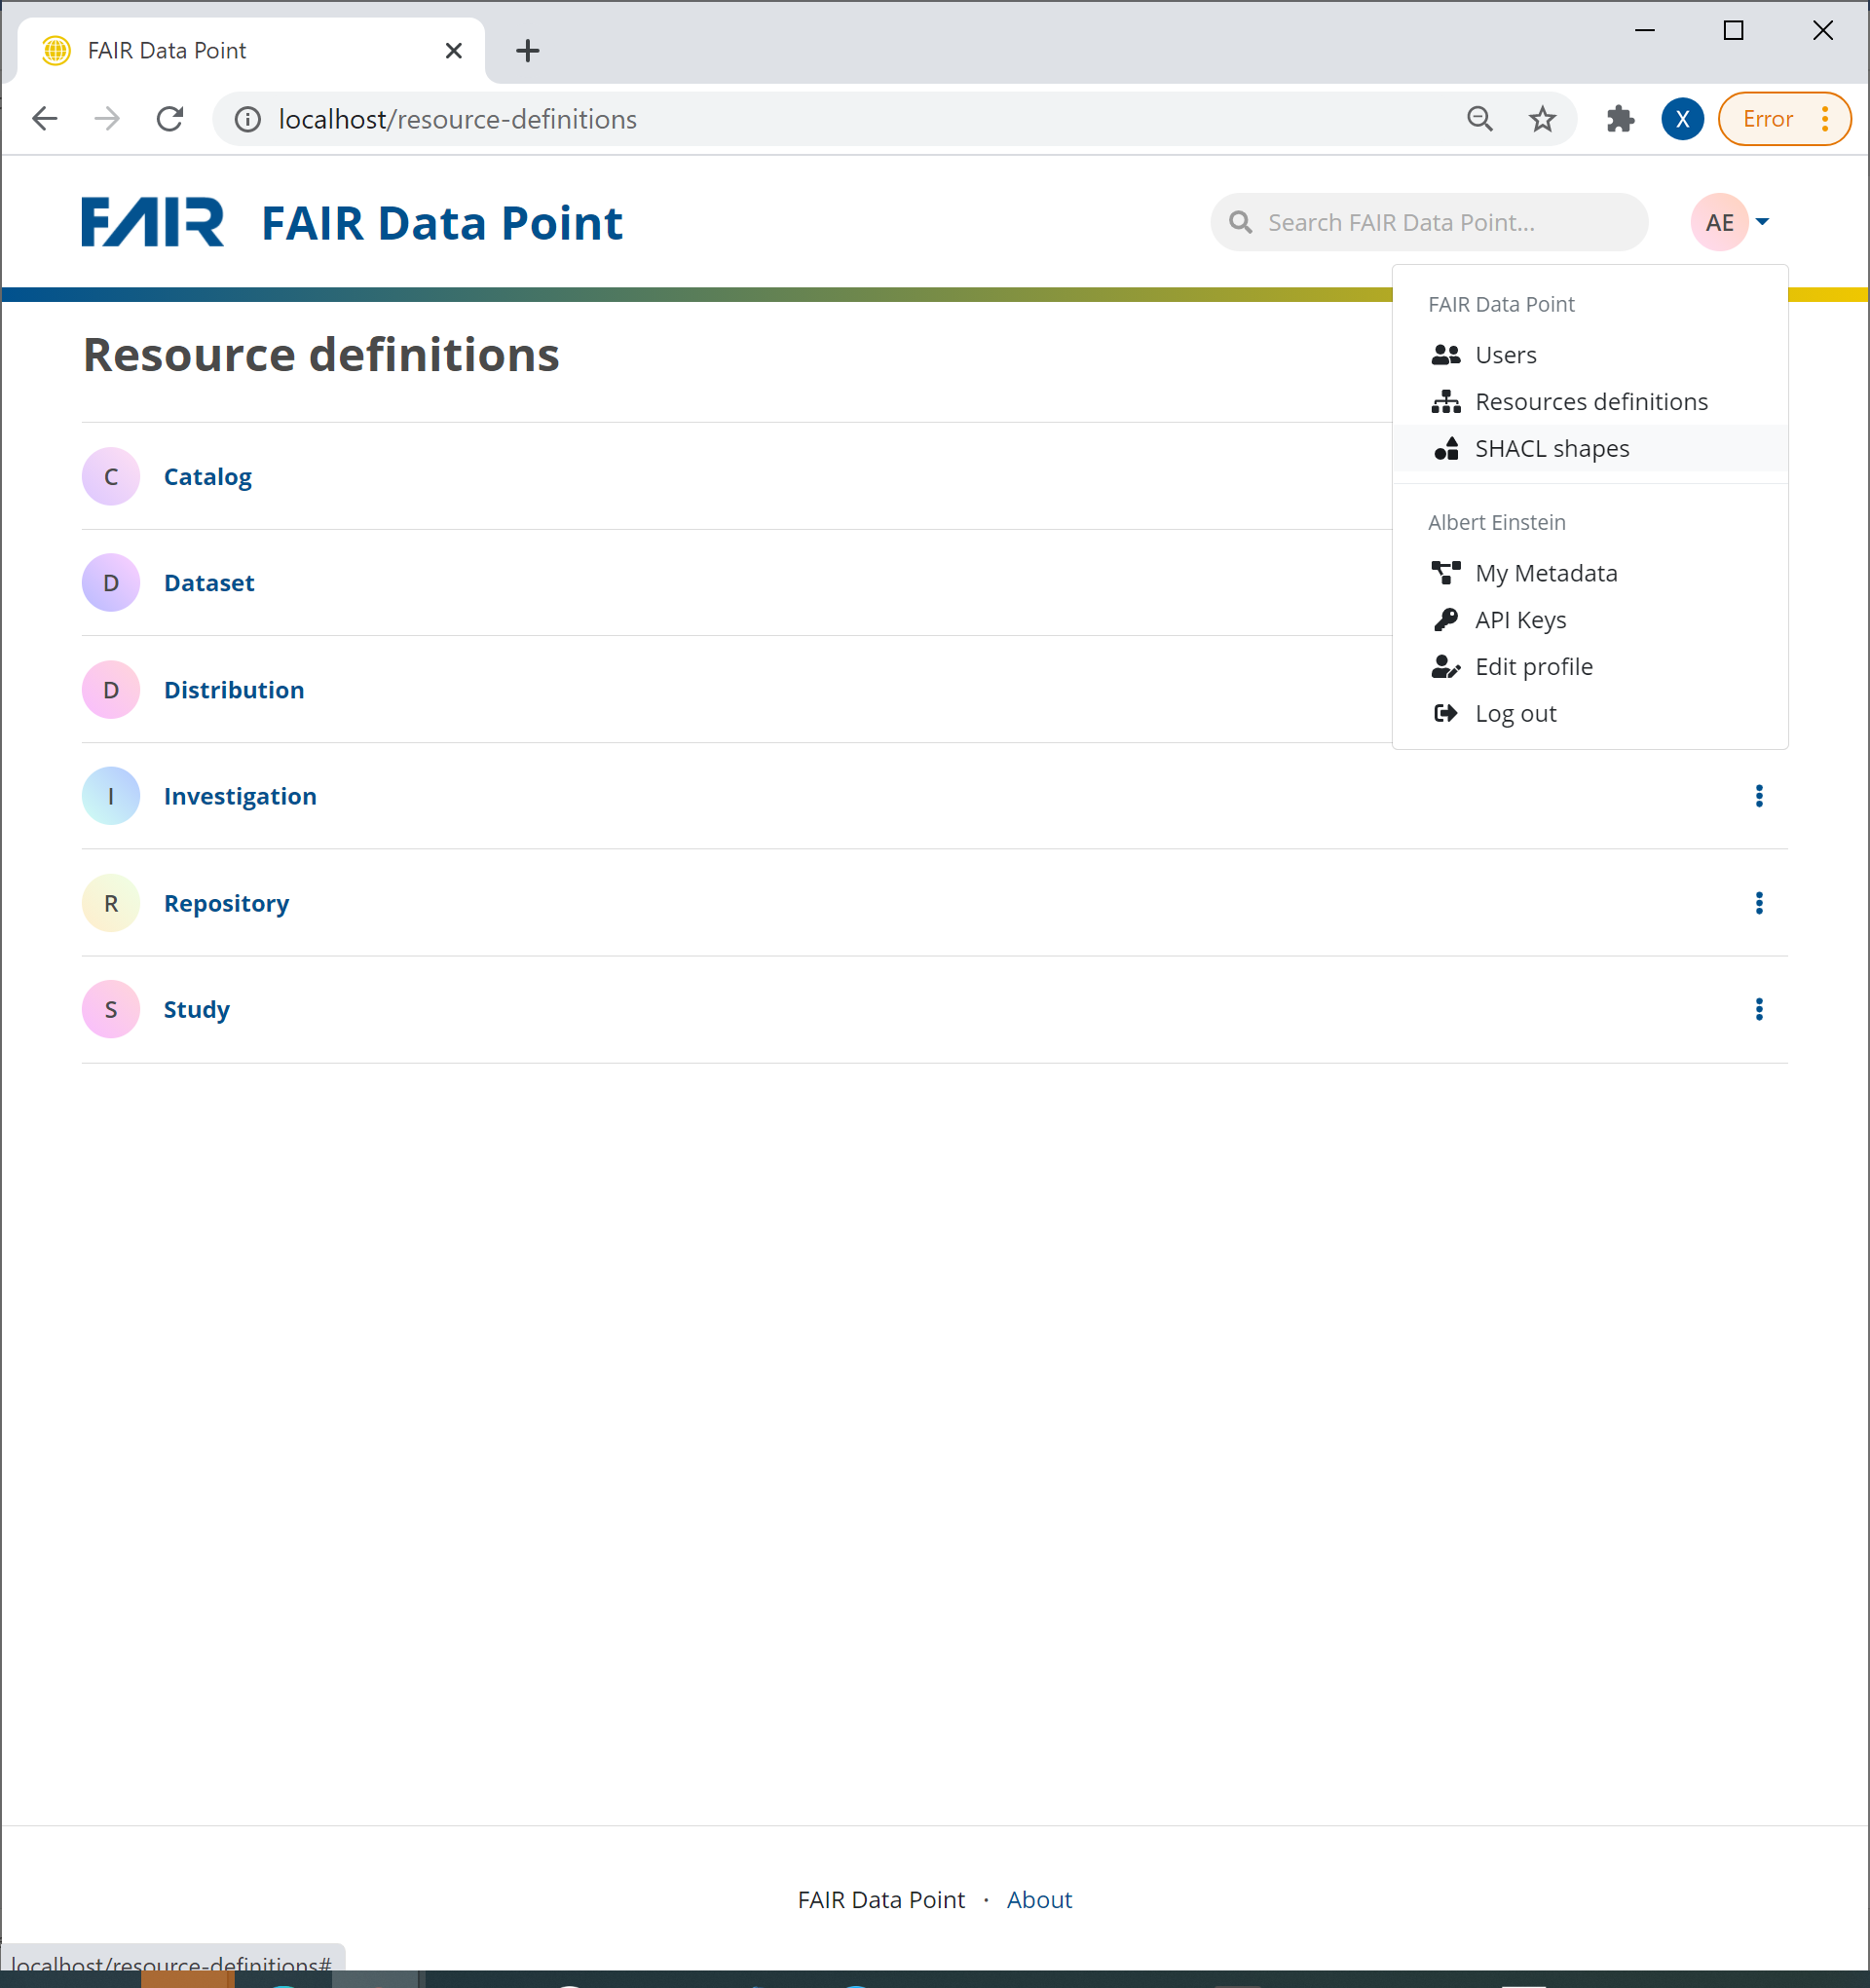 FAIR Data Point
localhost/resource-definitions
X
Error
FAIR
FAIR Data Point
Search FAIR Data Point...
AE
FAIR Data Point
Users
Resources definitions
SHACL shapes
Albert Einstein
My Metadata
API Keys
Edit profile
Log out
Resource definitions
C Catalog
D Dataset
D Distribution
I Investigation
R Repository
S Study
FAIR Data Point · About
localhost/resource-definitions#